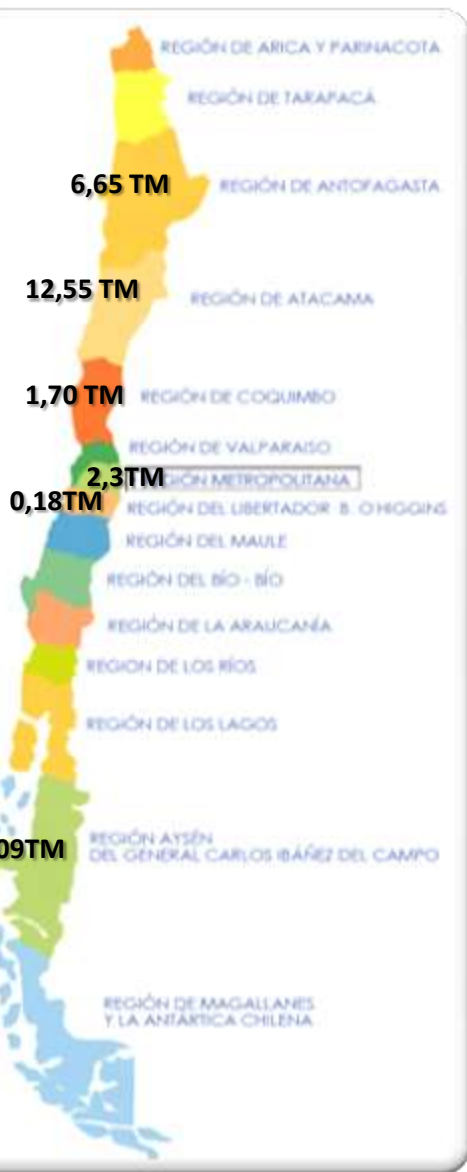 REGIÓN DE ARICA Y PARINACOTA
REGIÓN DE TARAPACÁ
6,65 TM REGIÓN DE ANTOFAGASTA
12,55 TM REGIÓN DE ATACAMA
1,70 TM REGIÓN DE COQUIMBO
REGIÓN DE VALPARAISO
2,3TM REGIÓN METROPOLITANA
0,18TM REGIÓN DEL LIBERTADOR B. O'HIGGINS
REGIÓN DEL MAULE
REGIÓN DEL BÍO - BÍO
REGIÓN DE LA ARAUCANÍA
REGION DE LOS RÍOS
REGIÓN DE LOS LAGOS
09TM REGIÓN AYSÉN
DEL GENERAL CARLOS IBÁÑEZ DEL CAMPO
REGIÓN DE MAGALLANES
Y LA ANTÁRTICA CHILENA